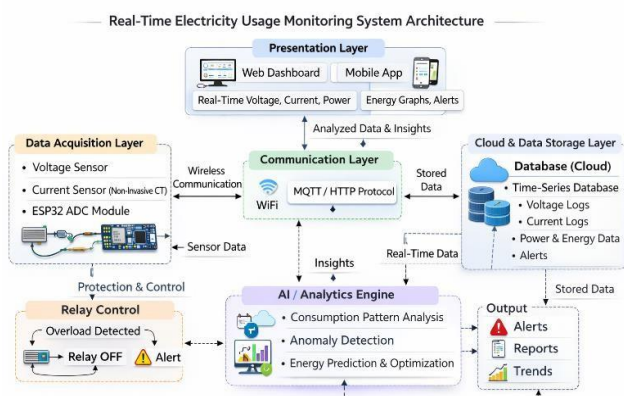 Real-Time Electricity Usage Monitoring System Architecture
Presentation Layer
Web Dashboard
Mobile App
Real-Time Voltage, Current, Power
Energy Graphs, Alerts
Analyzed Data & Insights
Data Acquisition Layer
• Voltage Sensor
• Current Sensor (Non-Invasive CT)
• ESP32 ADC Module
Wireless
Communication
Sensor Data
Communication Layer
WiFi
MQTT / HTTP Protocol
Stored
Data
Cloud & Data Storage Layer
Database (Cloud)
• Time-Series Database
• Voltage Logs
• Current Logs
• Power & Energy Data
• Alerts
Insights
Real-Time Data
Stored Data
Protection & Control
Relay Control
Overload Detected
Relay OFF
Alert
AI / Analytics Engine
• Consumption Pattern Analysis
• Anomaly Detection
• Energy Prediction & Optimization
Output
Alerts
Reports
Trends